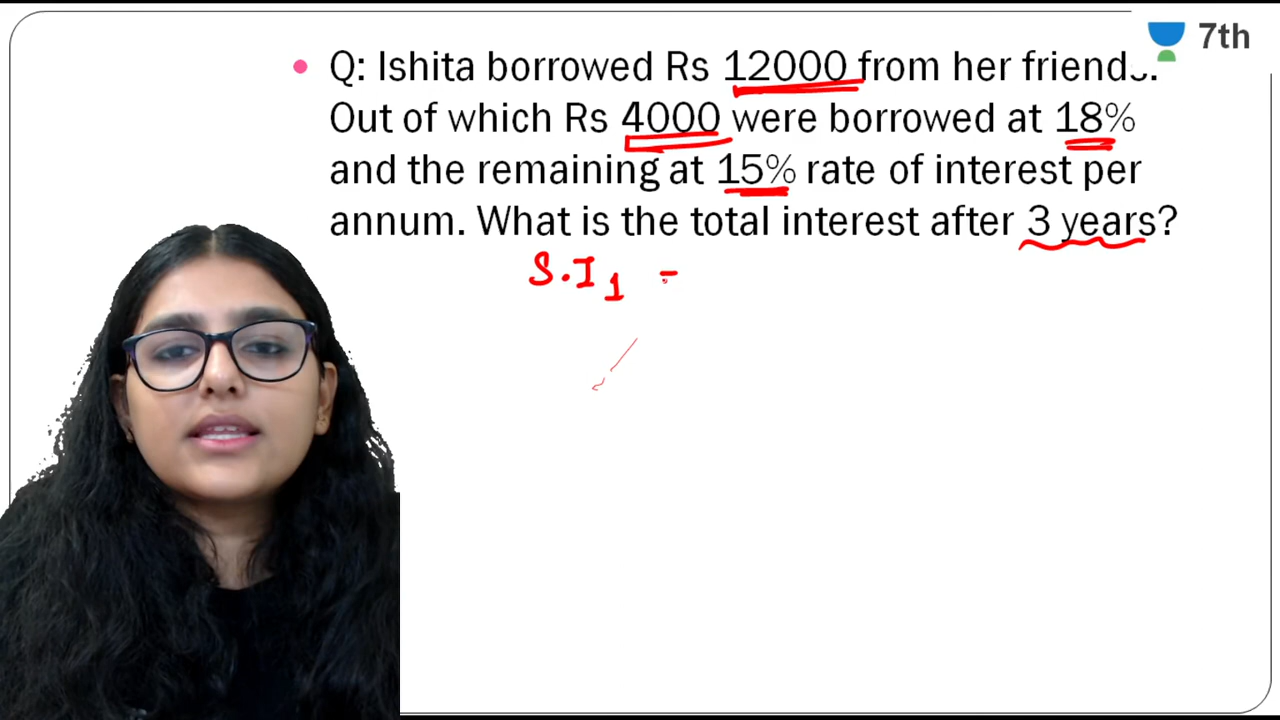 7th
Q: Ishita borrowed Rs 12000 from her friends.
Out of which Rs 4000 were borrowed at 18%
and the remaining at 15% rate of interest per
annum. What is the total interest after 3 years?
S.I1 =